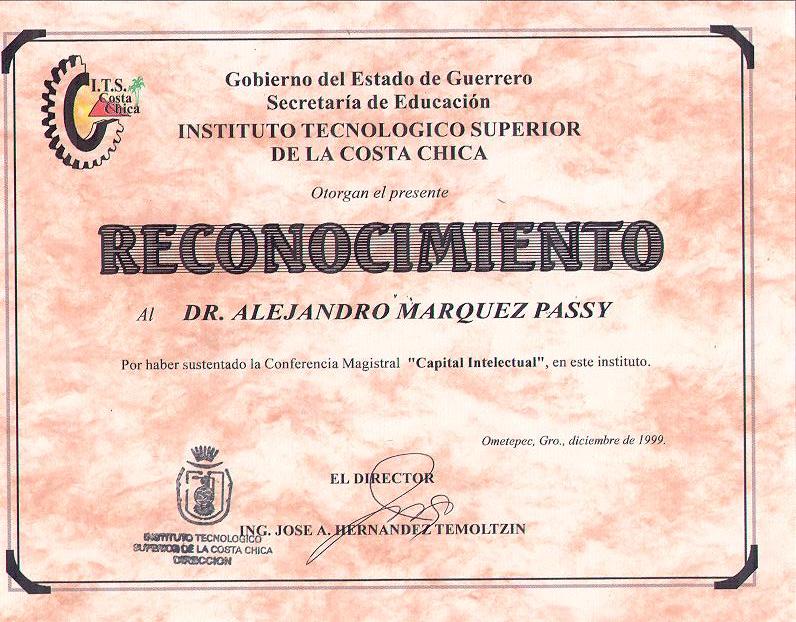 I.T.S.
Costa
Chica
Gobierno del Estado de Guerrero
Secretaría de Educación
INSTITUTO TECNOLOGICO SUPERIOR
DE LA COSTA CHICA
Otorgan el presente
RECONOCIMIENTO
Al DR. ALEJANDRO MARQUEZ PASSY
Por haber sustentado la Conferencia Magistral "Capital Intelectual", en este instituto.
Ometepec, Gro., diciembre de 1999.
EL DIRECTOR
ING. JOSE A. HERNANDEZ TEMOLTZIN
INSTITUTO TECNOLOGICO
SUPERIOR DE LA COSTA CHICA
DIRECCION